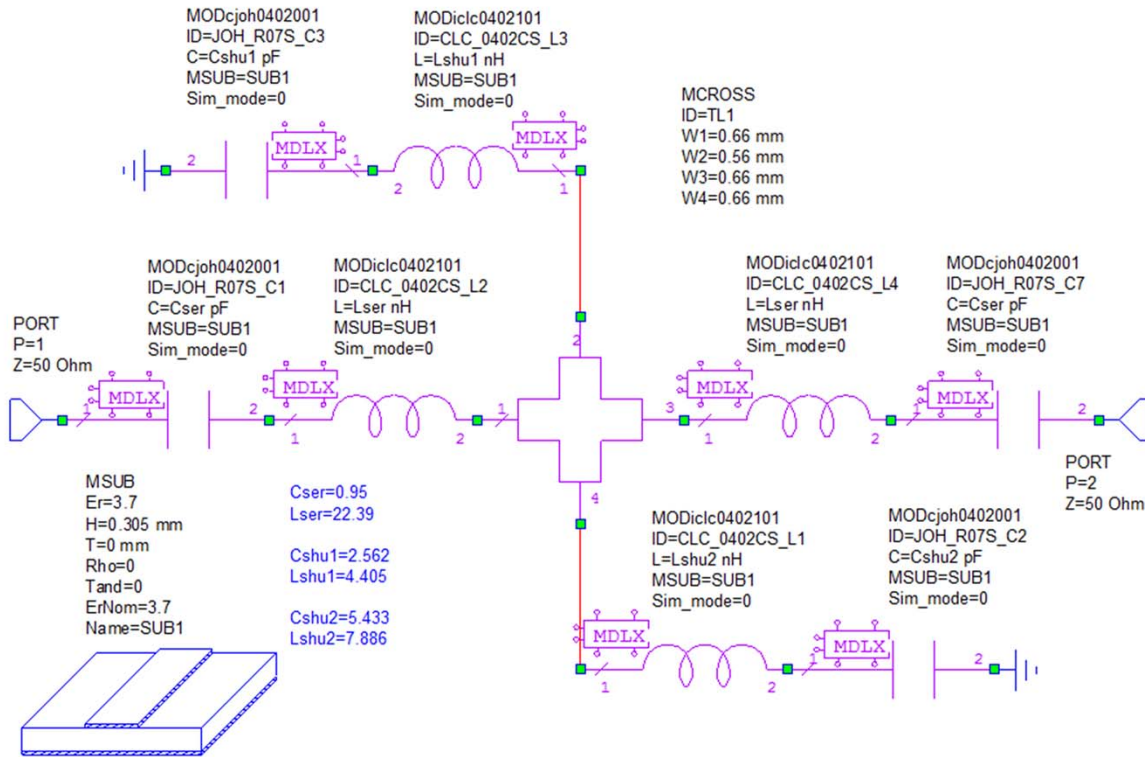 MODcjoh0402001
ID=JOH_R07S_C3
C=Cshu1 pF
MSUB=SUB1
Sim_mode=0
MODiclc0402101
ID=CLC_0402CS_L3
L=Lshu1 nH
MSUB=SUB1
Sim_mode=0
MCROSS
ID=TL1
W1=0.66 mm
W2=0.56 mm
W3=0.66 mm
W4=0.66 mm
2
MDLX
1
2
MDLX
1
MODcjoh0402001
ID=JOH_R07S_C1
C=Cser pF
MSUB=SUB1
Sim_mode=0
MODiclc0402101
ID=CLC_0402CS_L2
L=Lser nH
MSUB=SUB1
Sim_mode=0
MODiclc0402101
ID=CLC_0402CS_L4
L=Lser nH
MSUB=SUB1
Sim_mode=0
MODcjoh0402001
ID=JOH_R07S_C7
C=Cser pF
MSUB=SUB1
Sim_mode=0
PORT
P=1
Z=50 Ohm
1
MDLX
2
MDLX
1
2
1
2
3
4
MDLX
1
2
MDLX
1
2
PORT
P=2
Z=50 Ohm
MSUB
Er=3.7
H=0.305 mm
T=0 mm
Rho=0
Tand=0
ErNom=3.7
Name=SUB1
Cser=0.95
Lser=22.39
Cshu1=2.562
Lshu1=4.405
Cshu2=5.433
Lshu2=7.886
MODiclc0402101
ID=CLC_0402CS_L1
L=Lshu2 nH
MSUB=SUB1
Sim_mode=0
MODcjoh0402001
ID=JOH_R07S_C2
C=Cshu2 pF
MSUB=SUB1
Sim_mode=0
MDLX
1
2
MDLX
1
2